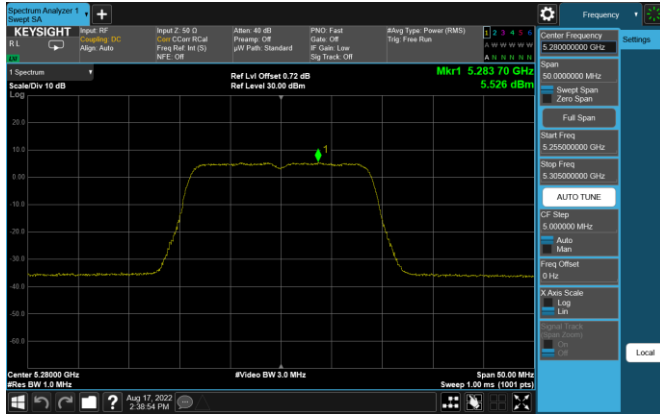 Spectrum Analyzer 1
Swept SA
Frequency
KEYSIGHT
RL
Input: RF
Coupling: DC
Align: Auto
Input Z: 50 Ω
Corr CCorr RCal
Freq Ref: Int (S)
NFE: Off
Atten: 40 dB
Preamp: Off
µW Path: Standard
PNO: Fast
Gate: Off
IF Gain: Low
Sig Track: Off
#Avg Type: Power (RMS)
Trig: Free Run
1 2 3 4 5 6
A W W W W W
A N N N N N
1 Spectrum
Scale/Div 10 dB
Log
Ref Lvl Offset 0.72 dB
Ref Level 30.00 dBm
Mkr1 5.283 70 GHz
5.526 dBm
20.0
10.0
0.00
-10.0
-20.0
-30.0
-40.0
-50.0
-60.0
1
Center 5.28000 GHz
#Res BW 1.0 MHz
#Video BW 3.0 MHz
Span 50.00 MHz
Sweep 1.00 ms (1001 pts)
Aug 17, 2022
2:38:54 PM
Center Frequency
5.280000000 GHz
Settings
Span
50.0000000 MHz
Swept Span
Zero Span
Full Span
Start Freq
5.255000000 GHz
Stop Freq
5.305000000 GHz
AUTO TUNE
CF Step
5.000000 MHz
Auto
Man
Freq Offset
0 Hz
X Axis Scale
Log
Lin
Signal Track
(Span Zoom)
On
Off
Local